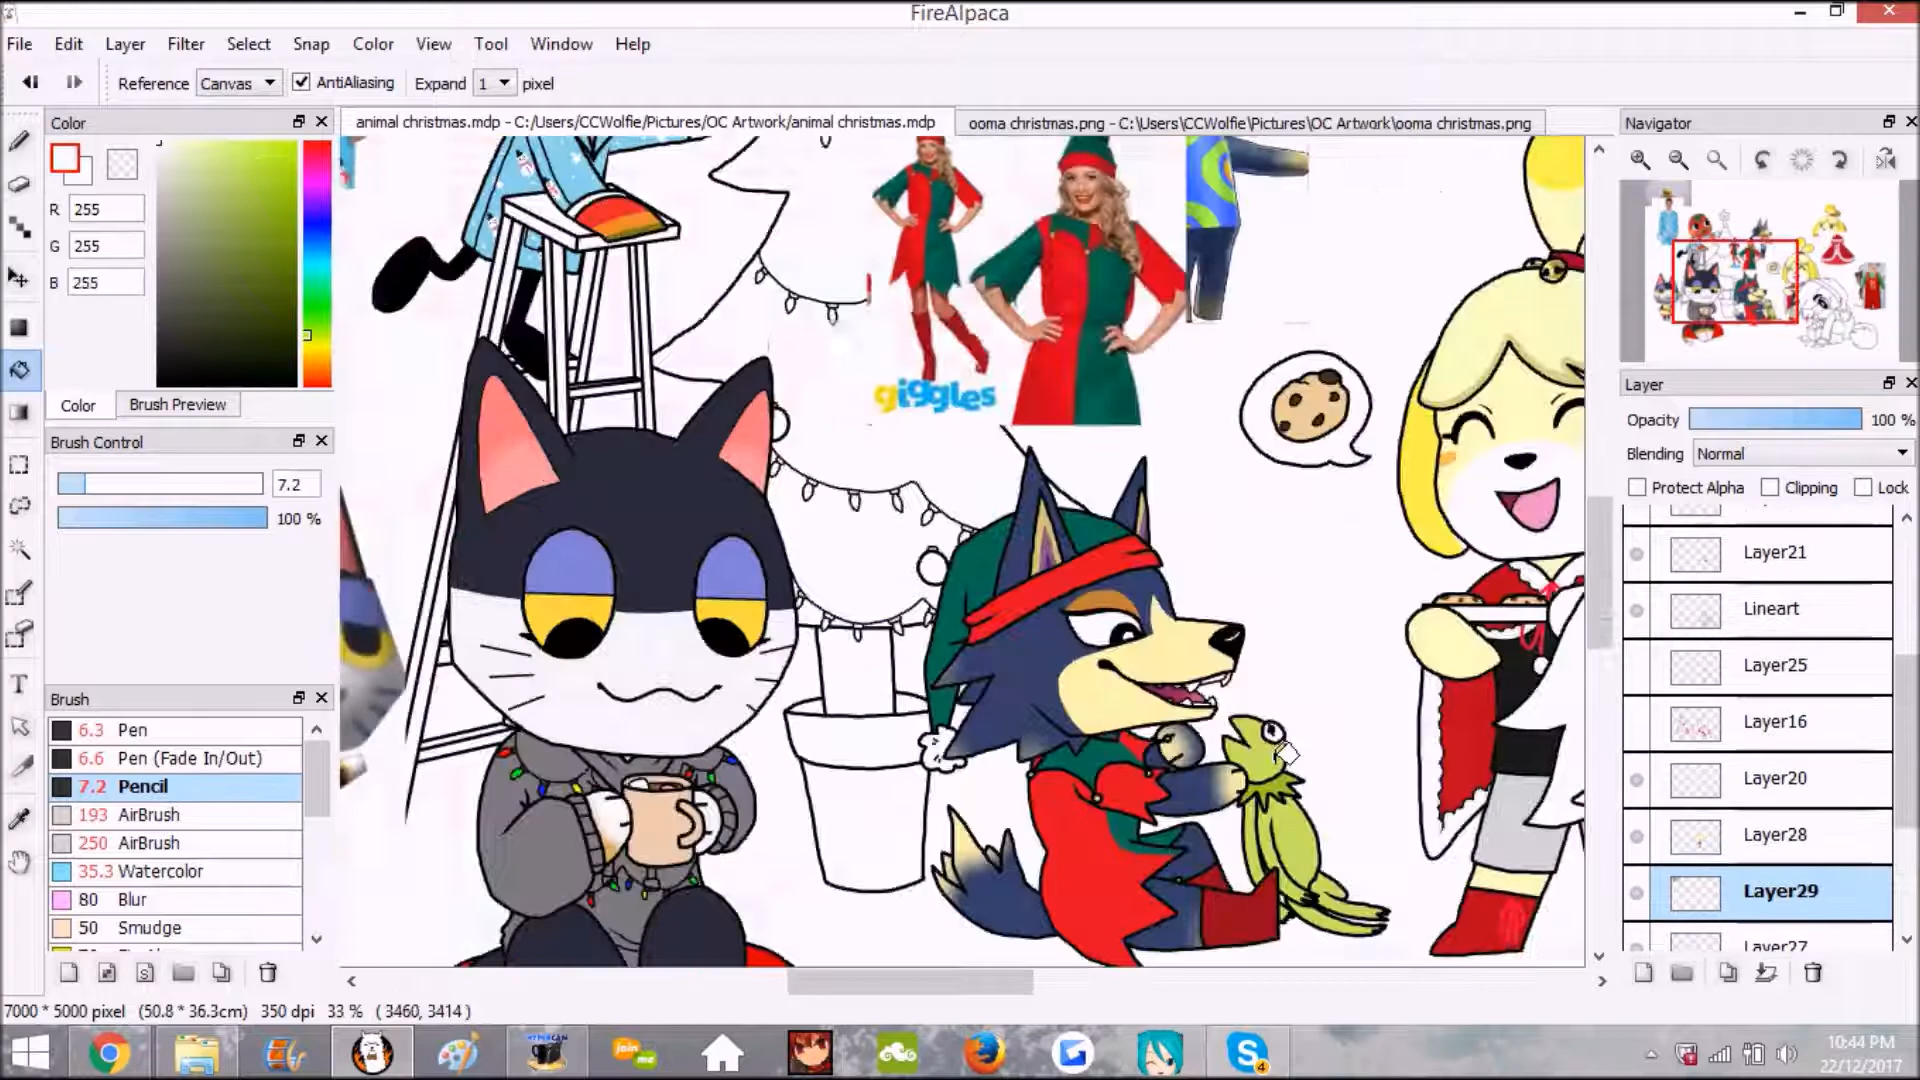 FireAlpaca
File Edit Layer Filter Select Snap Color View Tool Window Help
Reference Canvas AntiAliasing Expand 1 pixel
Color
animal christmas.mdp - C:/Users/CCWolfie/Pictures/OC Artwork/animal christmas.mdp
ooma christmas.png - C:\Users\CCWolfie\Pictures\OC Artwork\ooma christmas.png
Navigator
R 255
G 255
B 255
Color Brush Preview
giggles
Layer
Opacity 100 %
Brush Control
Blending Normal
7.2
Protect Alpha Clipping Lock
100 %
Layer21
Lineart
Layer25
Brush
Layer16
6.3 Pen
6.6 Pen (Fade In/Out)
7.2 Pencil
Layer20
193 AirBrush
250 AirBrush
Layer28
35.3 Watercolor
Layer29
80 Blur
50 Smudge
Layer27
7000 * 5000 pixel (50.8 * 36.3cm) 350 dpi 33 % ( 3460, 3414 )
HYPERCAM
join me
4
10:44 PM
22/12/2017